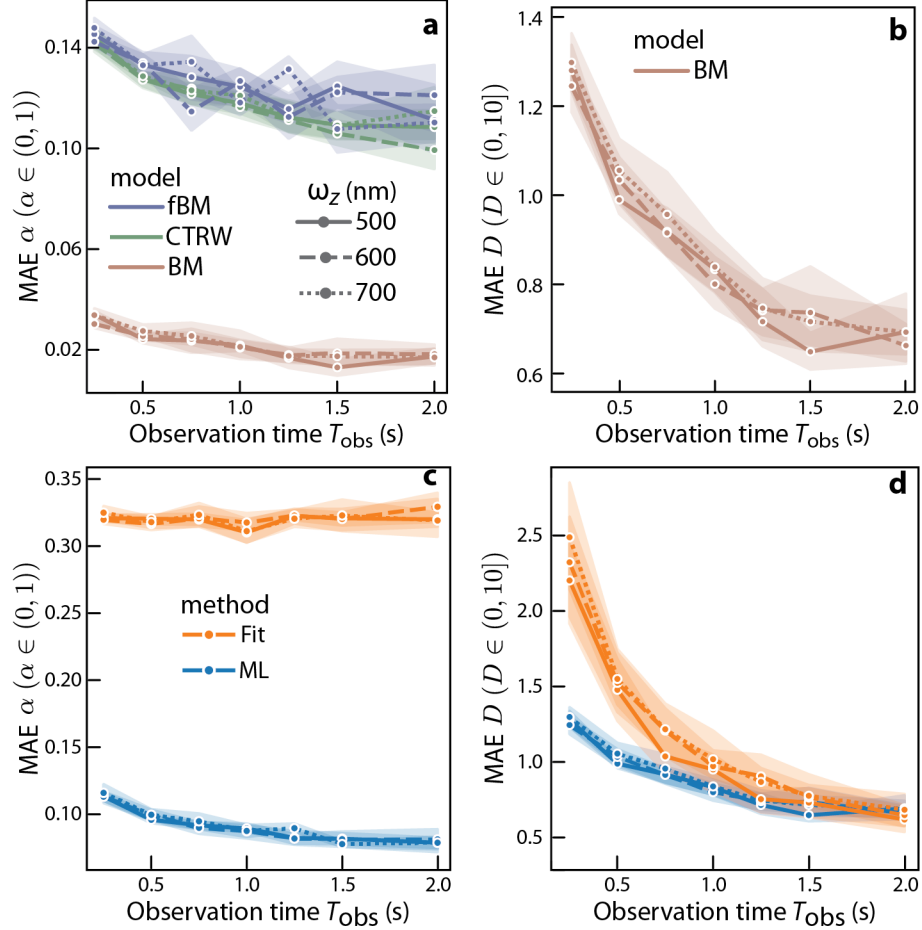 a
0.14
0.10
0.06
0.02
MAE α (α ∈ (0, 1))
model
fBM
CTRW
BM
ω_z (nm)
500
600
700
0.5 1.0 1.5 2.0
Observation time T_obs (s)
b
1.4
1.2
1.0
0.8
0.6
MAE D (D ∈ (0, 10])
model
BM
0.5 1.0 1.5 2.0
Observation time T_obs (s)
c
0.35
0.30
0.25
0.20
0.15
0.10
MAE α (α ∈ (0, 1))
method
Fit
ML
0.5 1.0 1.5 2.0
Observation time T_obs (s)
d
2.5
2.0
1.5
1.0
0.5
MAE D (D ∈ (0, 10])
0.5 1.0 1.5 2.0
Observation time T_obs (s)